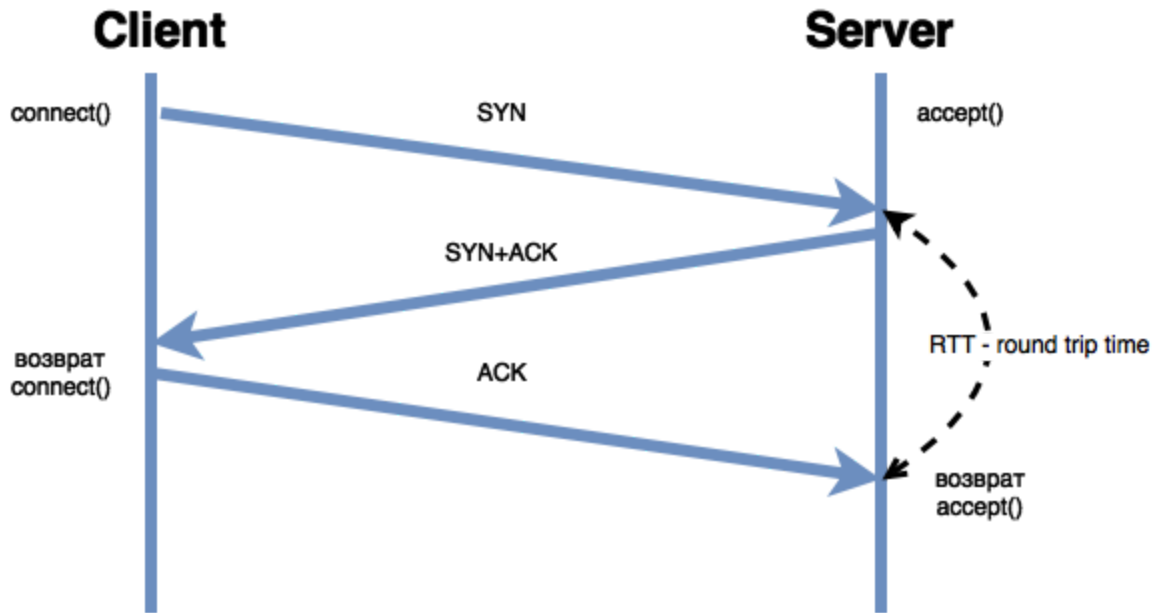 Client
Server
connect()
SYN
accept()
SYN+ACK
RTT - round trip time
возврат
connect()
ACK
возврат
accept()